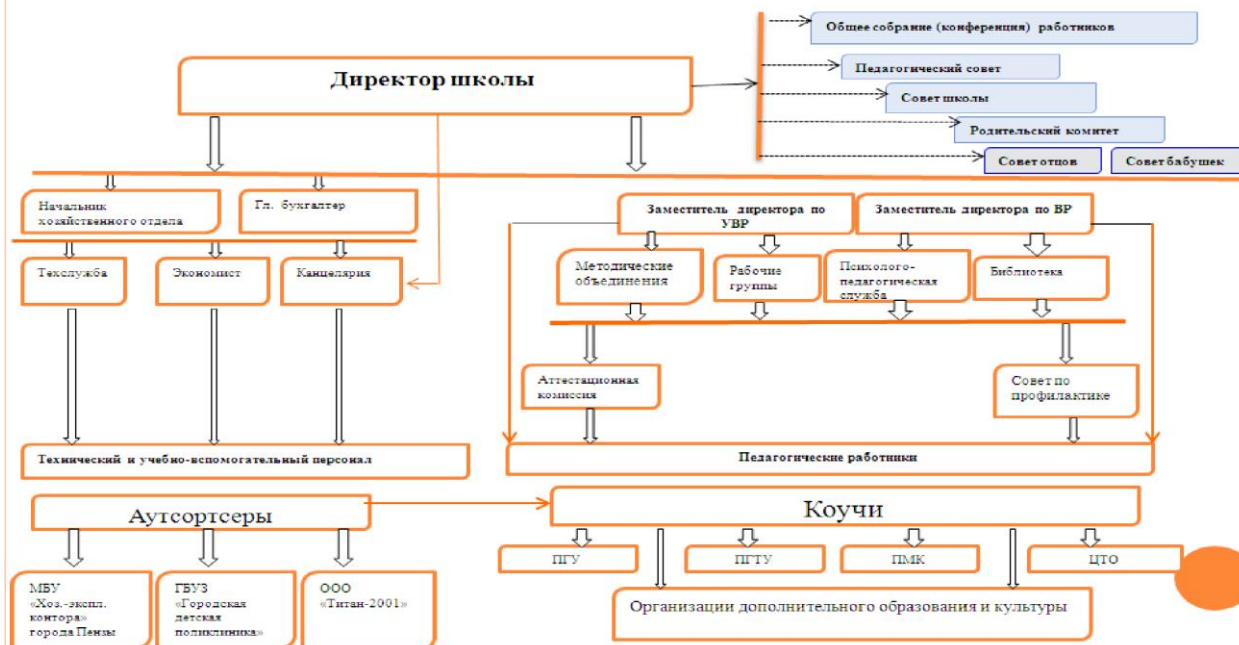 Общее собрание (конференция) работников
Директор школы
Педагогический совет
Совет школы
Родительский комитет
Совет отцов
Совет бабушек
Начальник
хозяйственного отдела
Гл. бухгалтер
Заместитель директора по
УВР
Заместитель директора по ВР
Техслужба
Экономист
Канцелярия
Методические
объединения
Рабочие
группы
Психолого-
педагогическая
служба
Библиотека
Аттестационная
комиссия
Совет по
профилактике
Технический и учебно-вспомогательный персонал
Педагогические работники
Аутсортсеры
Коучи
ПГУ
ПГТУ
ПМК
ЦТО
МБУ
«Хоз.-экспл.
контора»
города Пензы
ГБУЗ
«Городская
детская
поликлиника»
ООО
«Титан-2001»
Организации дополнительного образования и культуры